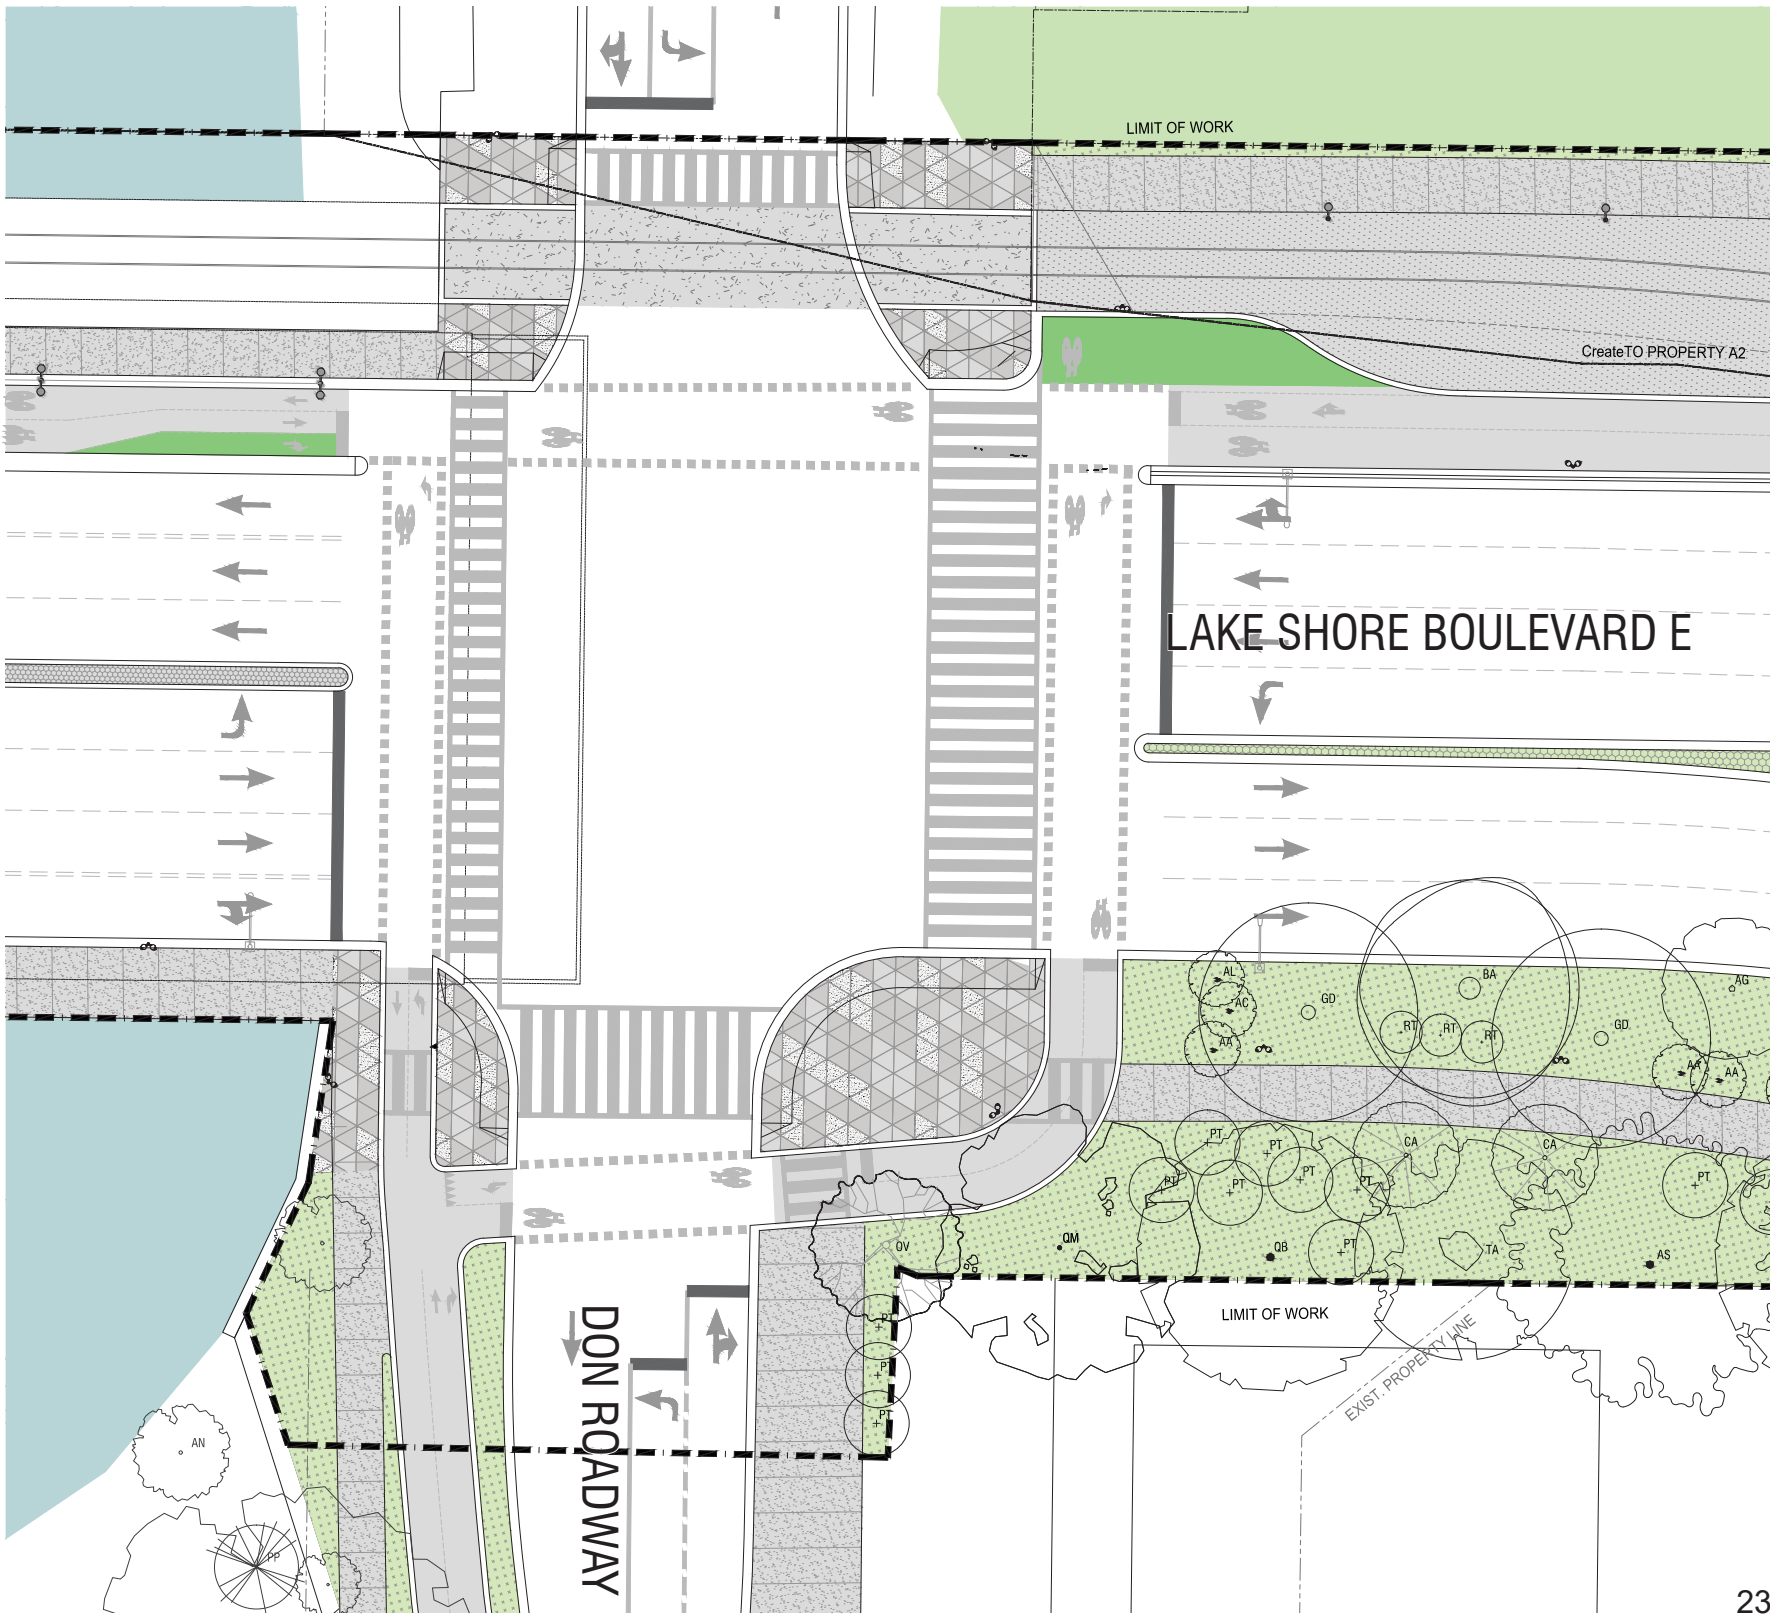 LIMIT OF WORK
CreateTO PROPERTY A2
LAKE SHORE BOULEVARD E
AL
BA
AG
AC
GD
RT
RT
RT
GD
AA
AA
AA
PT
PT
CA
CA
PT
PT
PT
PT
PT
OV
QM
QB
PT
TA
AS
LIMIT OF WORK
EXIST. PROPERTY LINE
DON ROADWAY
PT
PT
PT
AN
PP
23